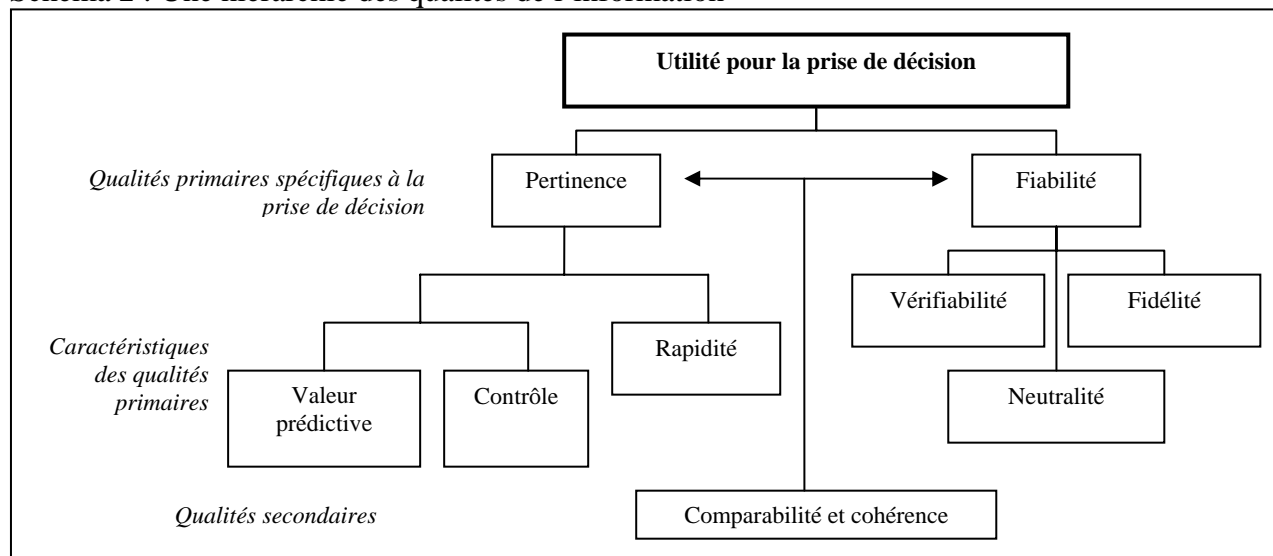 Schéma 2 : Une hiérarchie des qualités de l'information
Utilité pour la prise de décision
Qualités primaires spécifiques à la
prise de décision
Pertinence
Fiabilité
Vérifiabilité
Fidélité
Caractéristiques
des qualités
primaires
Rapidité
Valeur
prédictive
Contrôle
Neutralité
Qualités secondaires
Comparabilité et cohérence